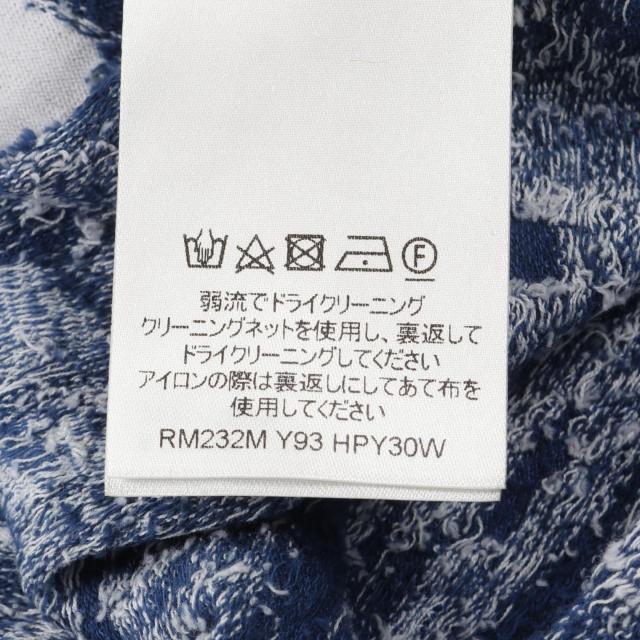 F
弱流でドライクリーニング
クリーニングネットを使用し、裏返して
ドライクリーニングしてください
アイロンの際は裏返しにしてあて布を
使用してください
RM232M Y93 HPY30W